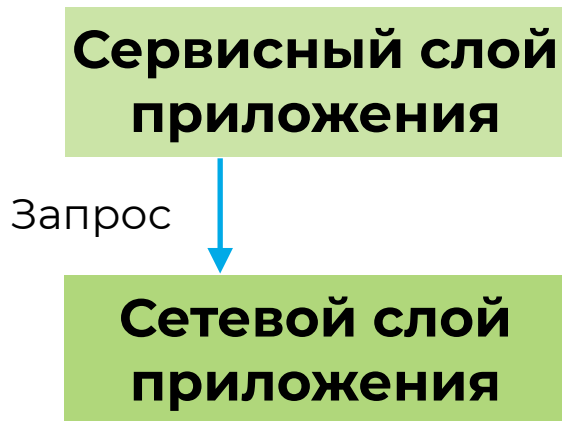 Сервисный слой
приложения
Запрос
Сетевой слой
приложения